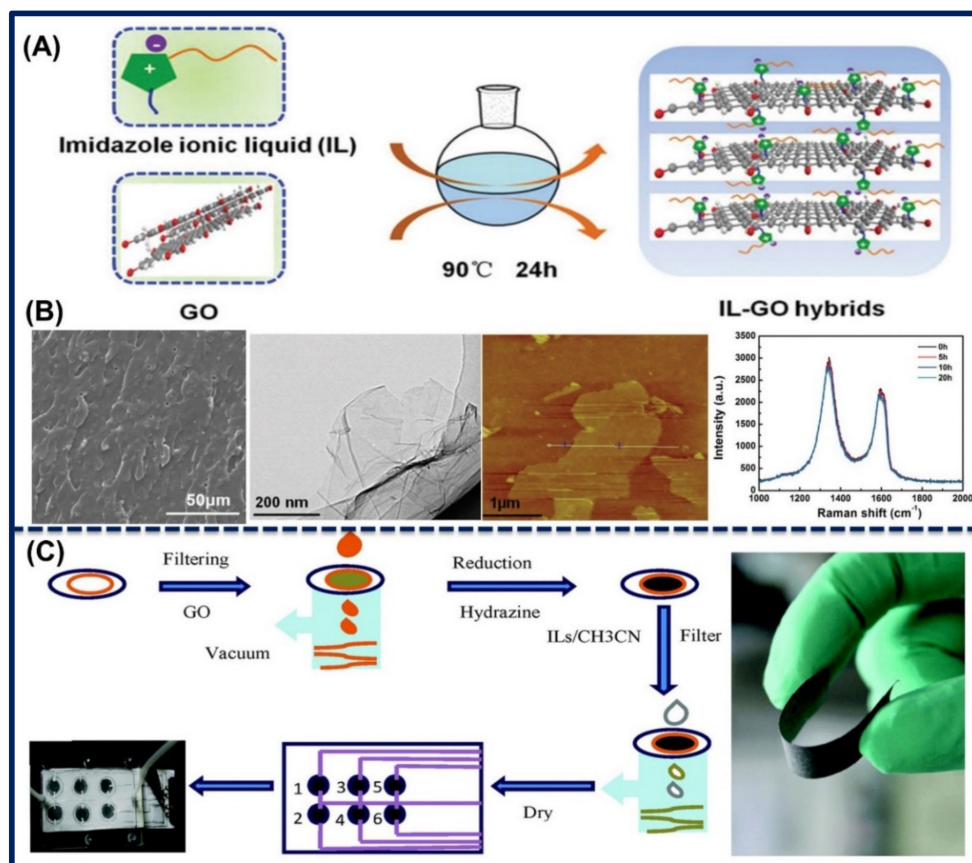 (A)
Imidazole ionic liquid (IL)
90℃ 24h
GO
IL-GO hybrids
(B)
50μm
200 nm
1μm
Intensity (a.u.)
3500
3000
2500
2000
1500
1000
500
0
0h
5h
10h
20h
1000 1200 1400 1600 1800 2000
Raman shift (cm⁻¹)
(C)
Filtering
GO
Vacuum
Reduction
Hydrazine
ILs/CH3CN
Filter
Dry
1 3 5
2 4 6